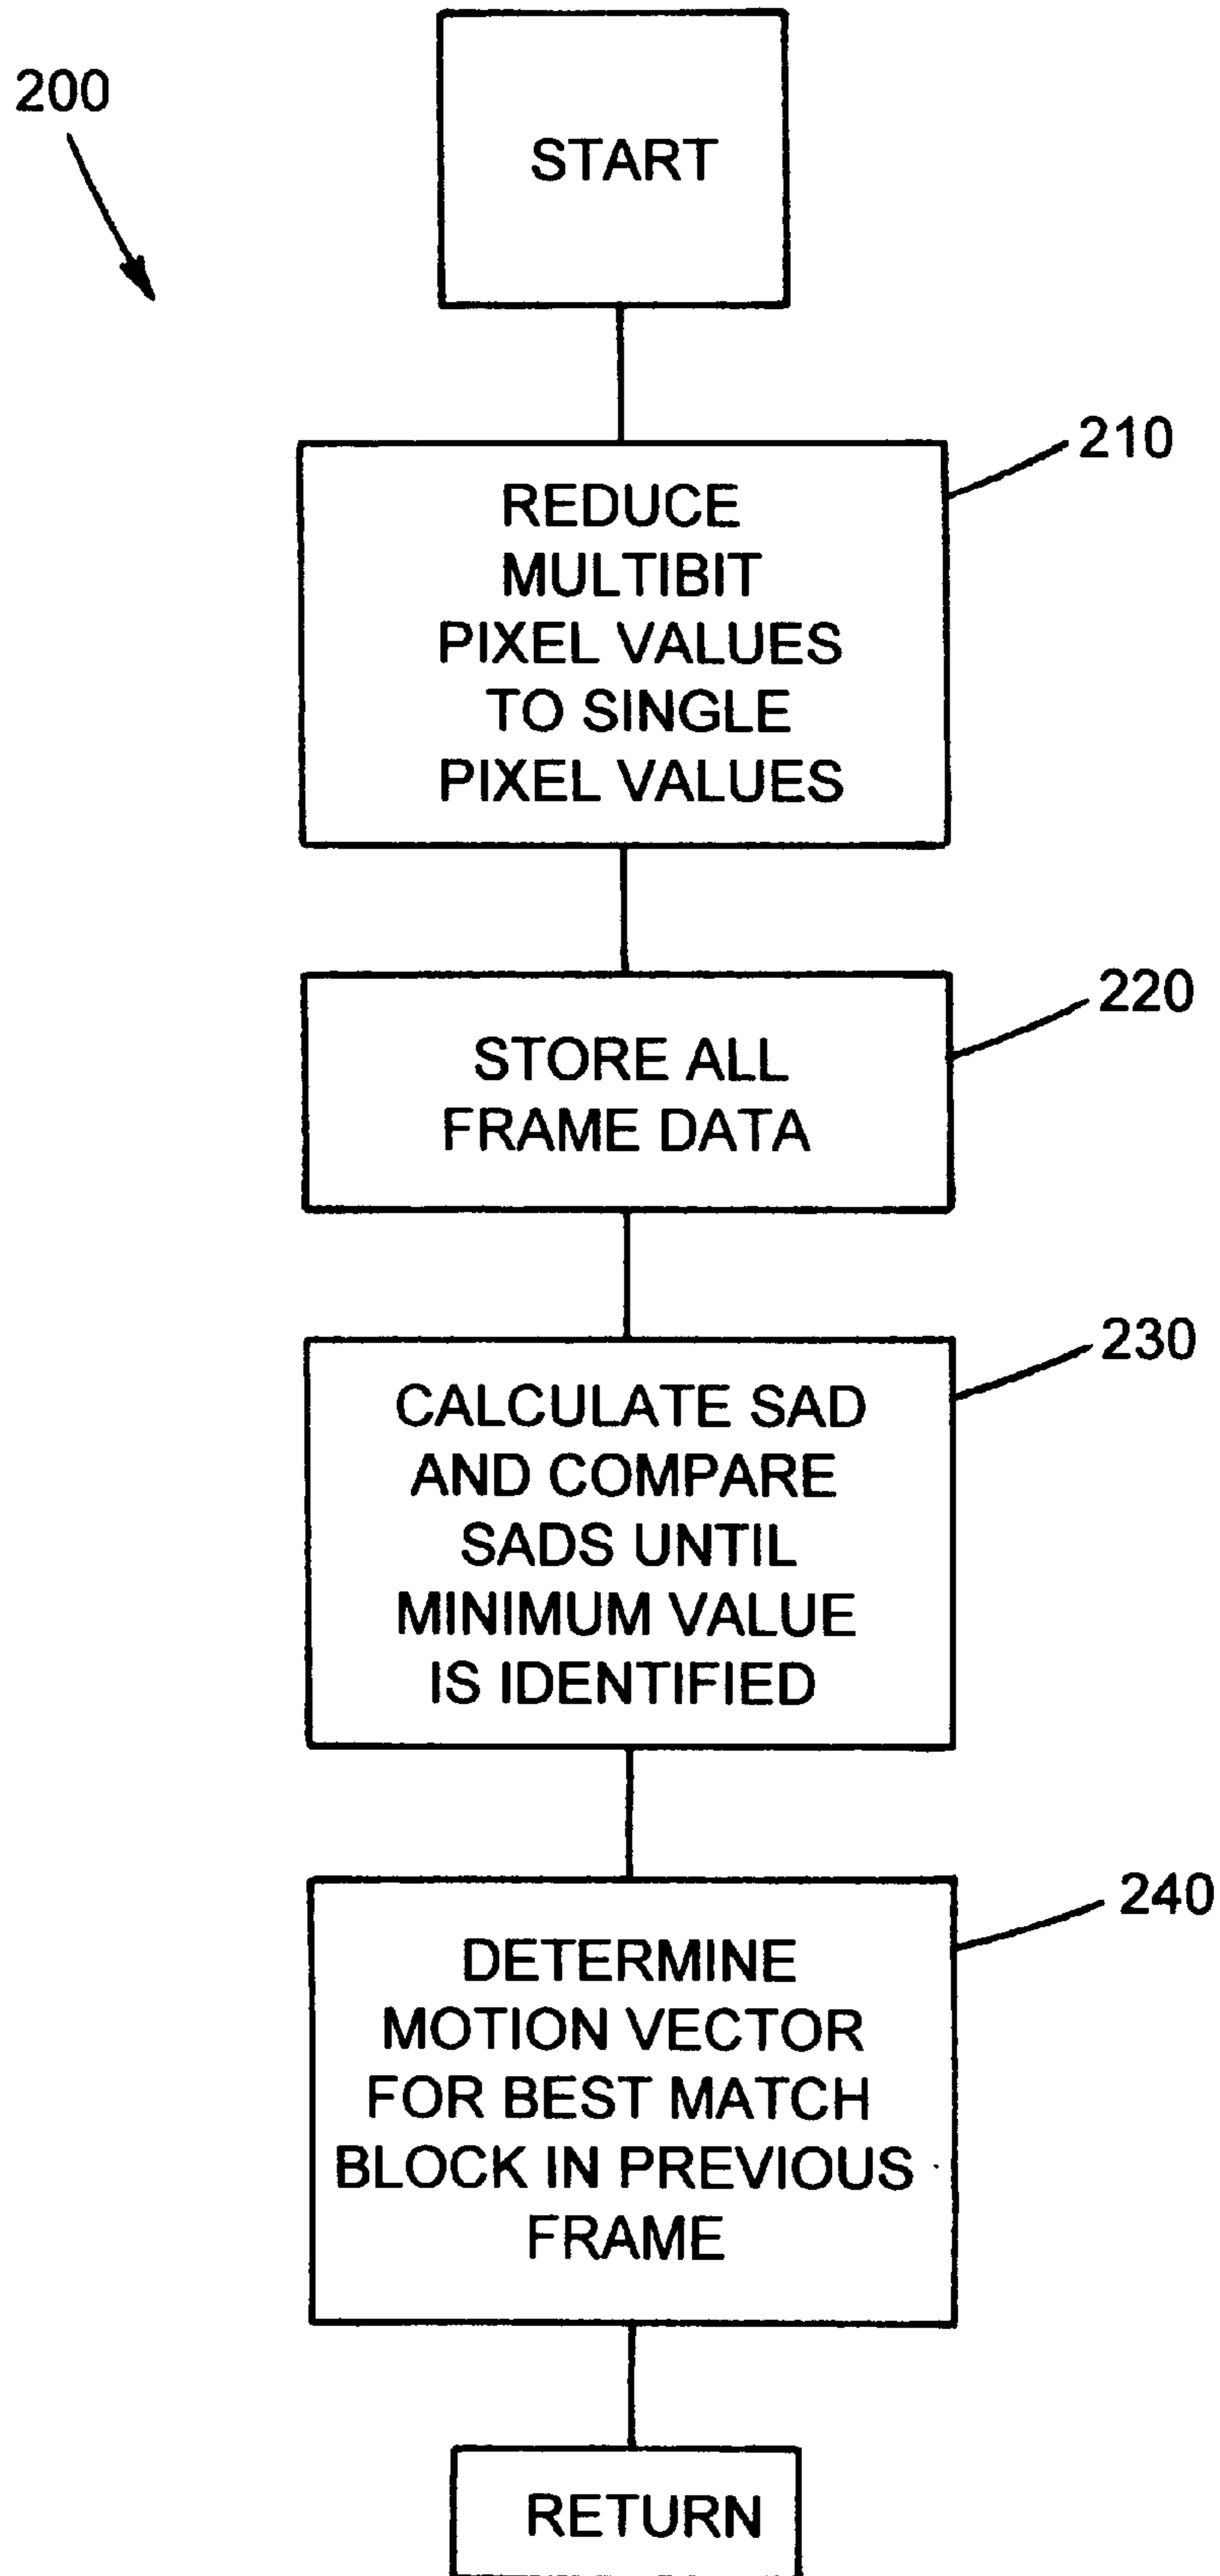 200
START
210
REDUCE
MULTIBIT
PIXEL VALUES
TO SINGLE
PIXEL VALUES
220
STORE ALL
FRAME DATA
230
CALCULATE SAD
AND COMPARE
SADS UNTIL
MINIMUM VALUE
IS IDENTIFIED
240
DETERMINE
MOTION VECTOR
FOR BEST MATCH
BLOCK IN PREVIOUS
FRAME
RETURN